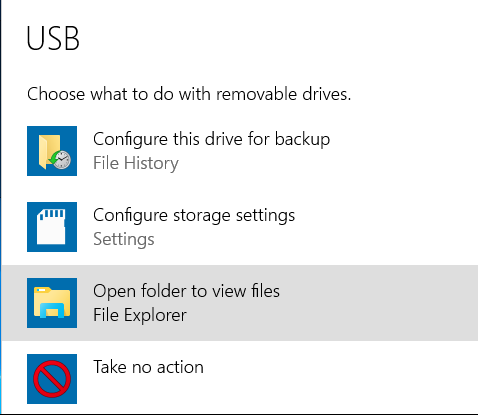 USB
Choose what to do with removable drives.
Configure this drive for backup
File History
Configure storage settings
Settings
Open folder to view files
File Explorer
Take no action